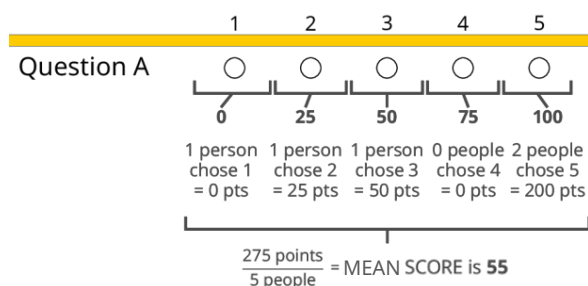 1 2 3 4 5
Question A
0 25 50 75 100
1 person 1 person 1 person 0 people 2 people
chose 1 chose 2 chose 3 chose 4 chose 5
= 0 pts = 25 pts = 50 pts = 0 pts = 200 pts
275 points
5 people
= MEAN SCORE is 55